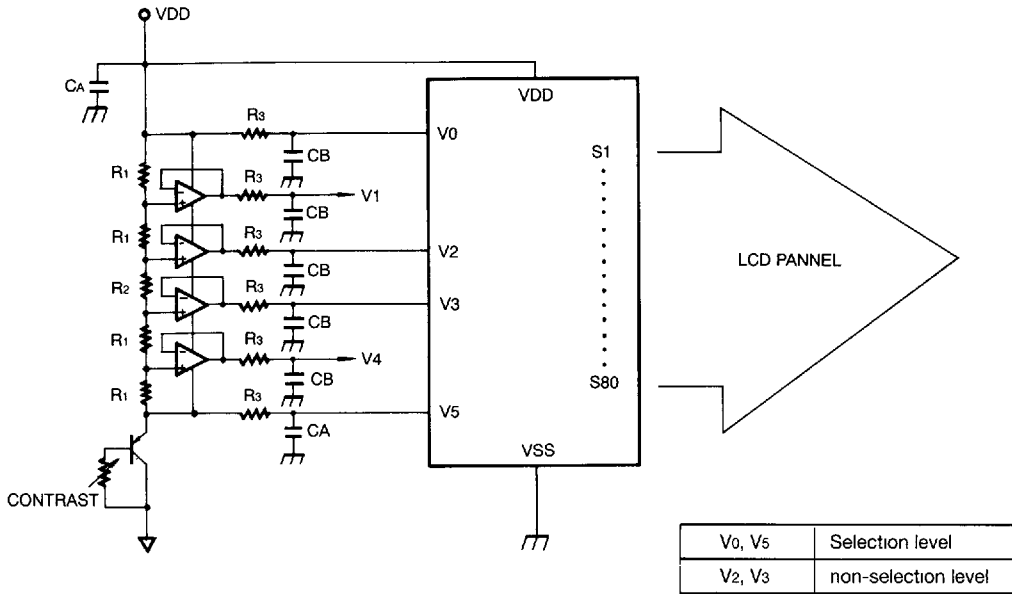 VDD
CA
VDD
R3
V0
CB
S1
R1
R3
V1
CB
R1
R3
V2
CB
LCD PANNEL
R2
R3
V3
CB
R1
R3
V4
CB
S80
R1
R3
V5
CA
VSS
CONTRAST
V0, V5 Selection level
V2, V3 non-selection level